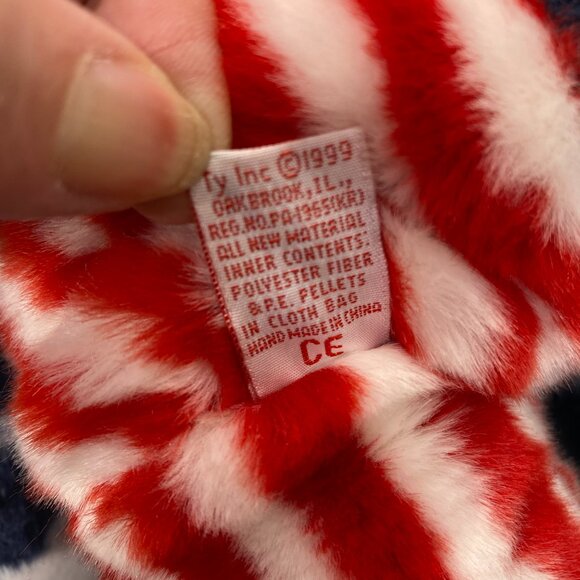 Ty Inc ©1999
OAKBROOK, IL.,
REG.NO.PA-1965(KR)
ALL NEW MATERIAL
INNER CONTENTS:
POLYESTER FIBER
& P.E. PELLETS
IN CLOTH BAG
HAND MADE IN CHINA
CE